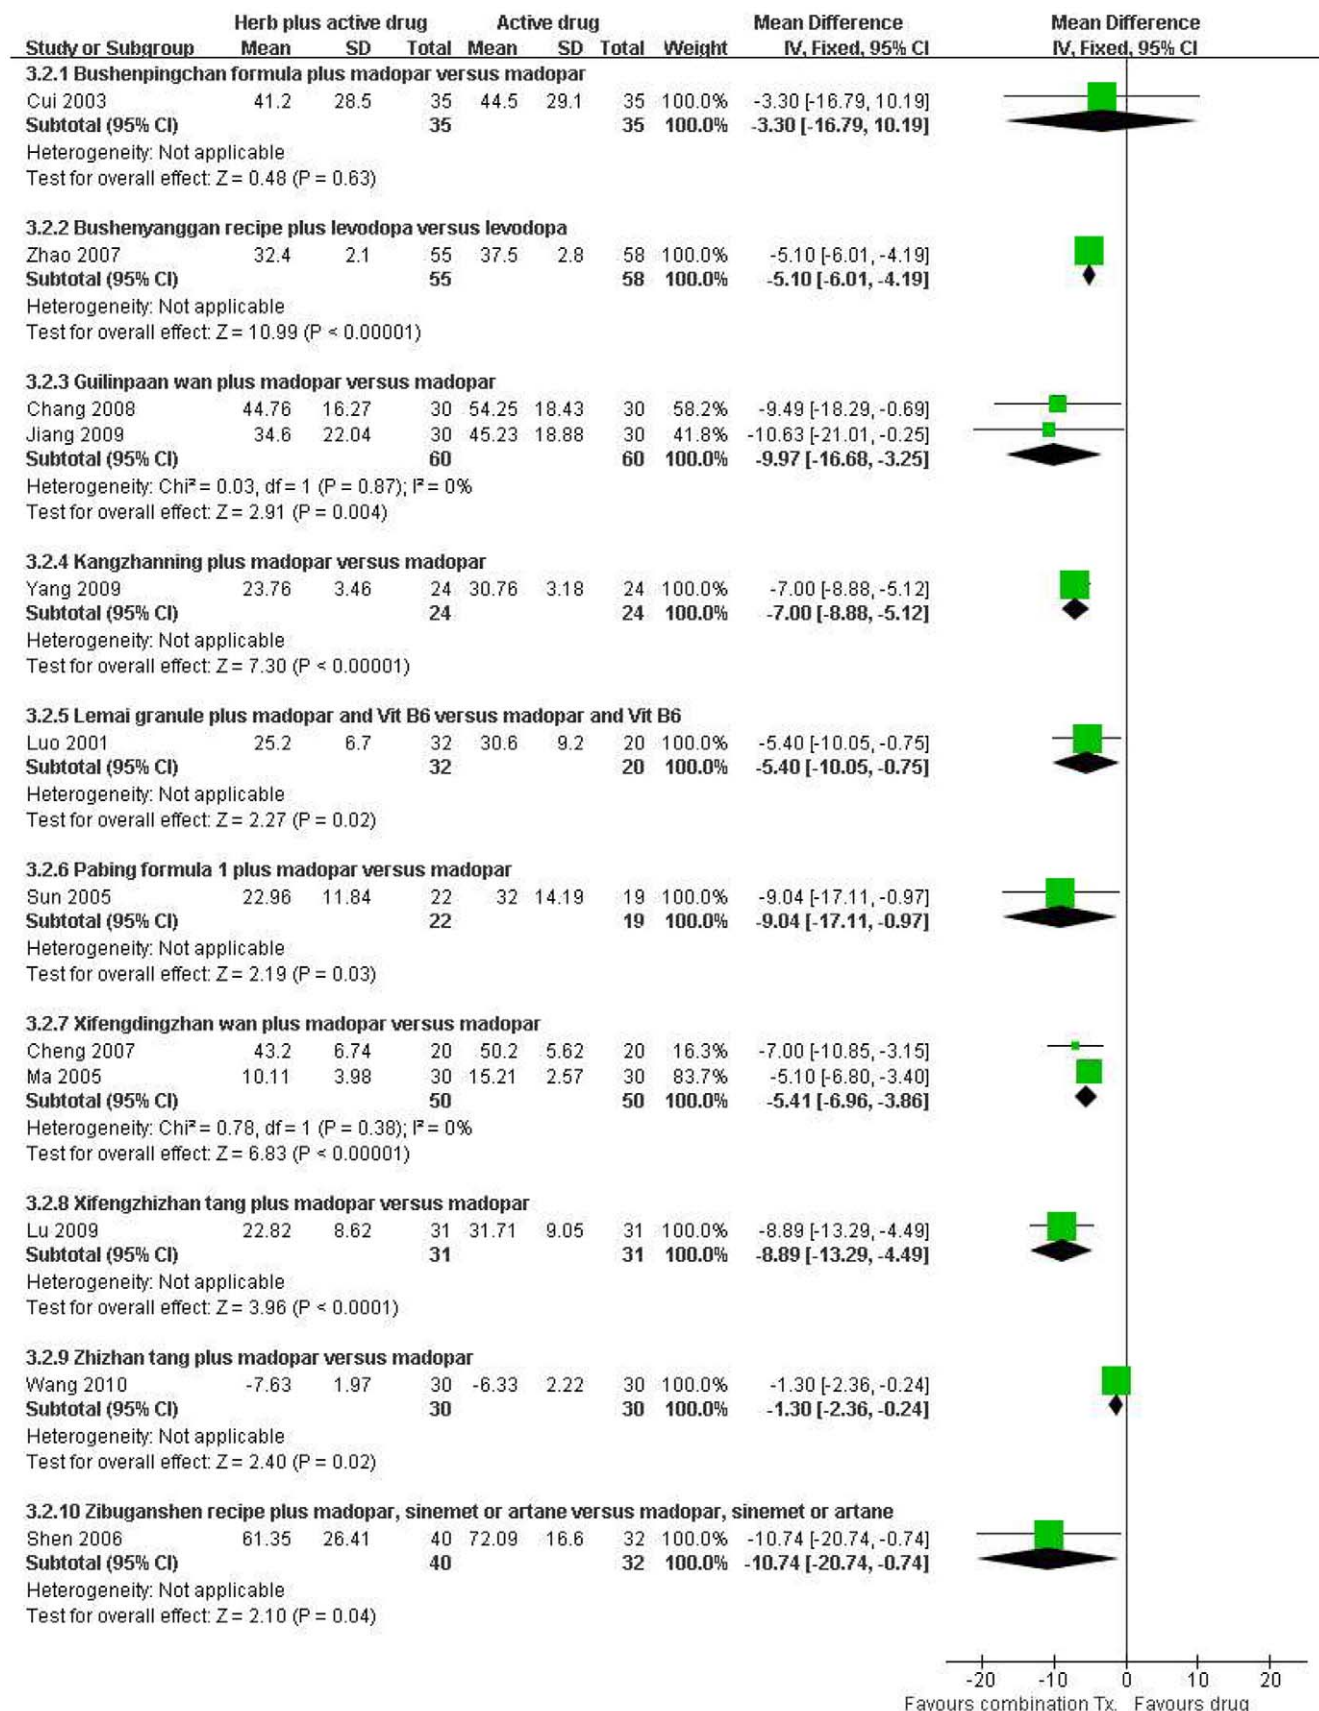 Herb plus active drug Active drug Mean Difference Mean Difference
Study or Subgroup Mean SD Total Mean SD Total Weight IV, Fixed, 95% CI IV, Fixed, 95% CI
3.2.1 Bushenpingchan formula plus madopar versus madopar
Cui 2003 41.2 28.5 35 44.5 29.1 35 100.0% -3.30 [-16.79, 10.19]
Subtotal (95% CI) 35 35 100.0% -3.30 [-16.79, 10.19]
Heterogeneity: Not applicable
Test for overall effect: Z = 0.48 (P = 0.63)
3.2.2 Bushenyanggan recipe plus levodopa versus levodopa
Zhao 2007 32.4 2.1 55 37.5 2.8 58 100.0% -5.10 [-6.01, -4.19]
Subtotal (95% CI) 55 58 100.0% -5.10 [-6.01, -4.19]
Heterogeneity: Not applicable
Test for overall effect: Z = 10.99 (P < 0.00001)
3.2.3 Guilinpaan wan plus madopar versus madopar
Chang 2008 44.76 16.27 30 54.25 18.43 30 58.2% -9.49 [-18.29, -0.69]
Jiang 2009 34.6 22.04 30 45.23 18.88 30 41.8% -10.63 [-21.01, -0.25]
Subtotal (95% CI) 60 60 100.0% -9.97 [-16.68, -3.25]
Heterogeneity: Chi² = 0.03, df = 1 (P = 0.87); I² = 0%
Test for overall effect: Z = 2.91 (P = 0.004)
3.2.4 Kangzhanning plus madopar versus madopar
Yang 2009 23.76 3.46 24 30.76 3.18 24 100.0% -7.00 [-8.88, -5.12]
Subtotal (95% CI) 24 24 100.0% -7.00 [-8.88, -5.12]
Heterogeneity: Not applicable
Test for overall effect: Z = 7.30 (P < 0.00001)
3.2.5 Lemai granule plus madopar and Vit B6 versus madopar and Vit B6
Luo 2001 25.2 6.7 32 30.6 9.2 20 100.0% -5.40 [-10.05, -0.75]
Subtotal (95% CI) 32 20 100.0% -5.40 [-10.05, -0.75]
Heterogeneity: Not applicable
Test for overall effect: Z = 2.27 (P = 0.02)
3.2.6 Pabing formula 1 plus madopar versus madopar
Sun 2005 22.96 11.84 22 32 14.19 19 100.0% -9.04 [-17.11, -0.97]
Subtotal (95% CI) 22 19 100.0% -9.04 [-17.11, -0.97]
Heterogeneity: Not applicable
Test for overall effect: Z = 2.19 (P = 0.03)
3.2.7 Xifengdingzhan wan plus madopar versus madopar
Cheng 2007 43.2 6.74 20 50.2 5.62 20 16.3% -7.00 [-10.85, -3.15]
Ma 2005 10.11 3.98 30 15.21 2.57 30 83.7% -5.10 [-6.80, -3.40]
Subtotal (95% CI) 50 50 100.0% -5.41 [-6.96, -3.86]
Heterogeneity: Chi² = 0.78, df = 1 (P = 0.38); I² = 0%
Test for overall effect: Z = 6.83 (P < 0.00001)
3.2.8 Xifengzhizhan tang plus madopar versus madopar
Lu 2009 22.82 8.62 31 31.71 9.05 31 100.0% -8.89 [-13.29, -4.49]
Subtotal (95% CI) 31 31 100.0% -8.89 [-13.29, -4.49]
Heterogeneity: Not applicable
Test for overall effect: Z = 3.96 (P < 0.0001)
3.2.9 Zhizhan tang plus madopar versus madopar
Wang 2010 -7.63 1.97 30 -6.33 2.22 30 100.0% -1.30 [-2.36, -0.24]
Subtotal (95% CI) 30 30 100.0% -1.30 [-2.36, -0.24]
Heterogeneity: Not applicable
Test for overall effect: Z = 2.40 (P = 0.02)
3.2.10 Zibuganshen recipe plus madopar, sinemet or artane versus madopar, sinemet or artane
Shen 2006 61.35 26.41 40 72.09 16.6 32 100.0% -10.74 [-20.74, -0.74]
Subtotal (95% CI) 40 32 100.0% -10.74 [-20.74, -0.74]
Heterogeneity: Not applicable
Test for overall effect: Z = 2.10 (P = 0.04)
-20 -10 0 10 20
Favours combination Tx. Favours drug